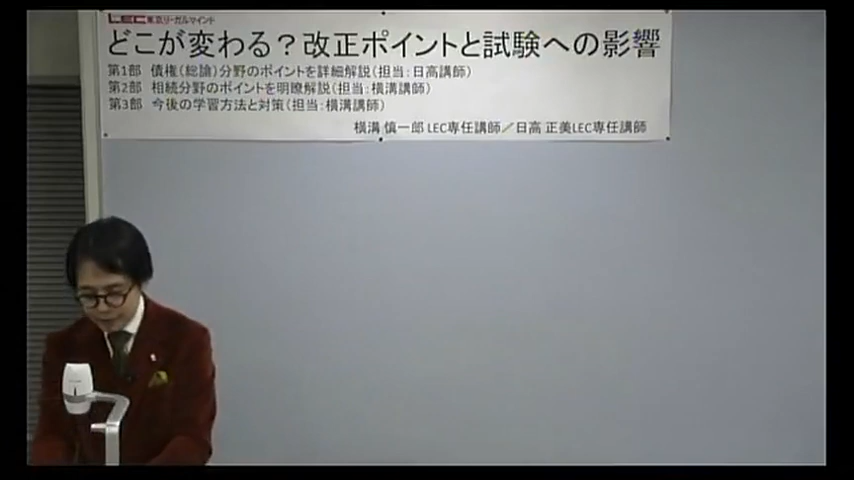 LEC東京リーガルマインド
どこが変わる？改正ポイントと試験への影響
第1部 債権（総論）分野のポイントを詳細解説（担当：日高講師）
第2部 相続分野のポイントを明瞭解説（担当：横溝講師）
第3部 今後の学習方法と対策（担当：横溝講師）
横溝 慎一郎 LEC専任講師／日高 正美LEC専任講師